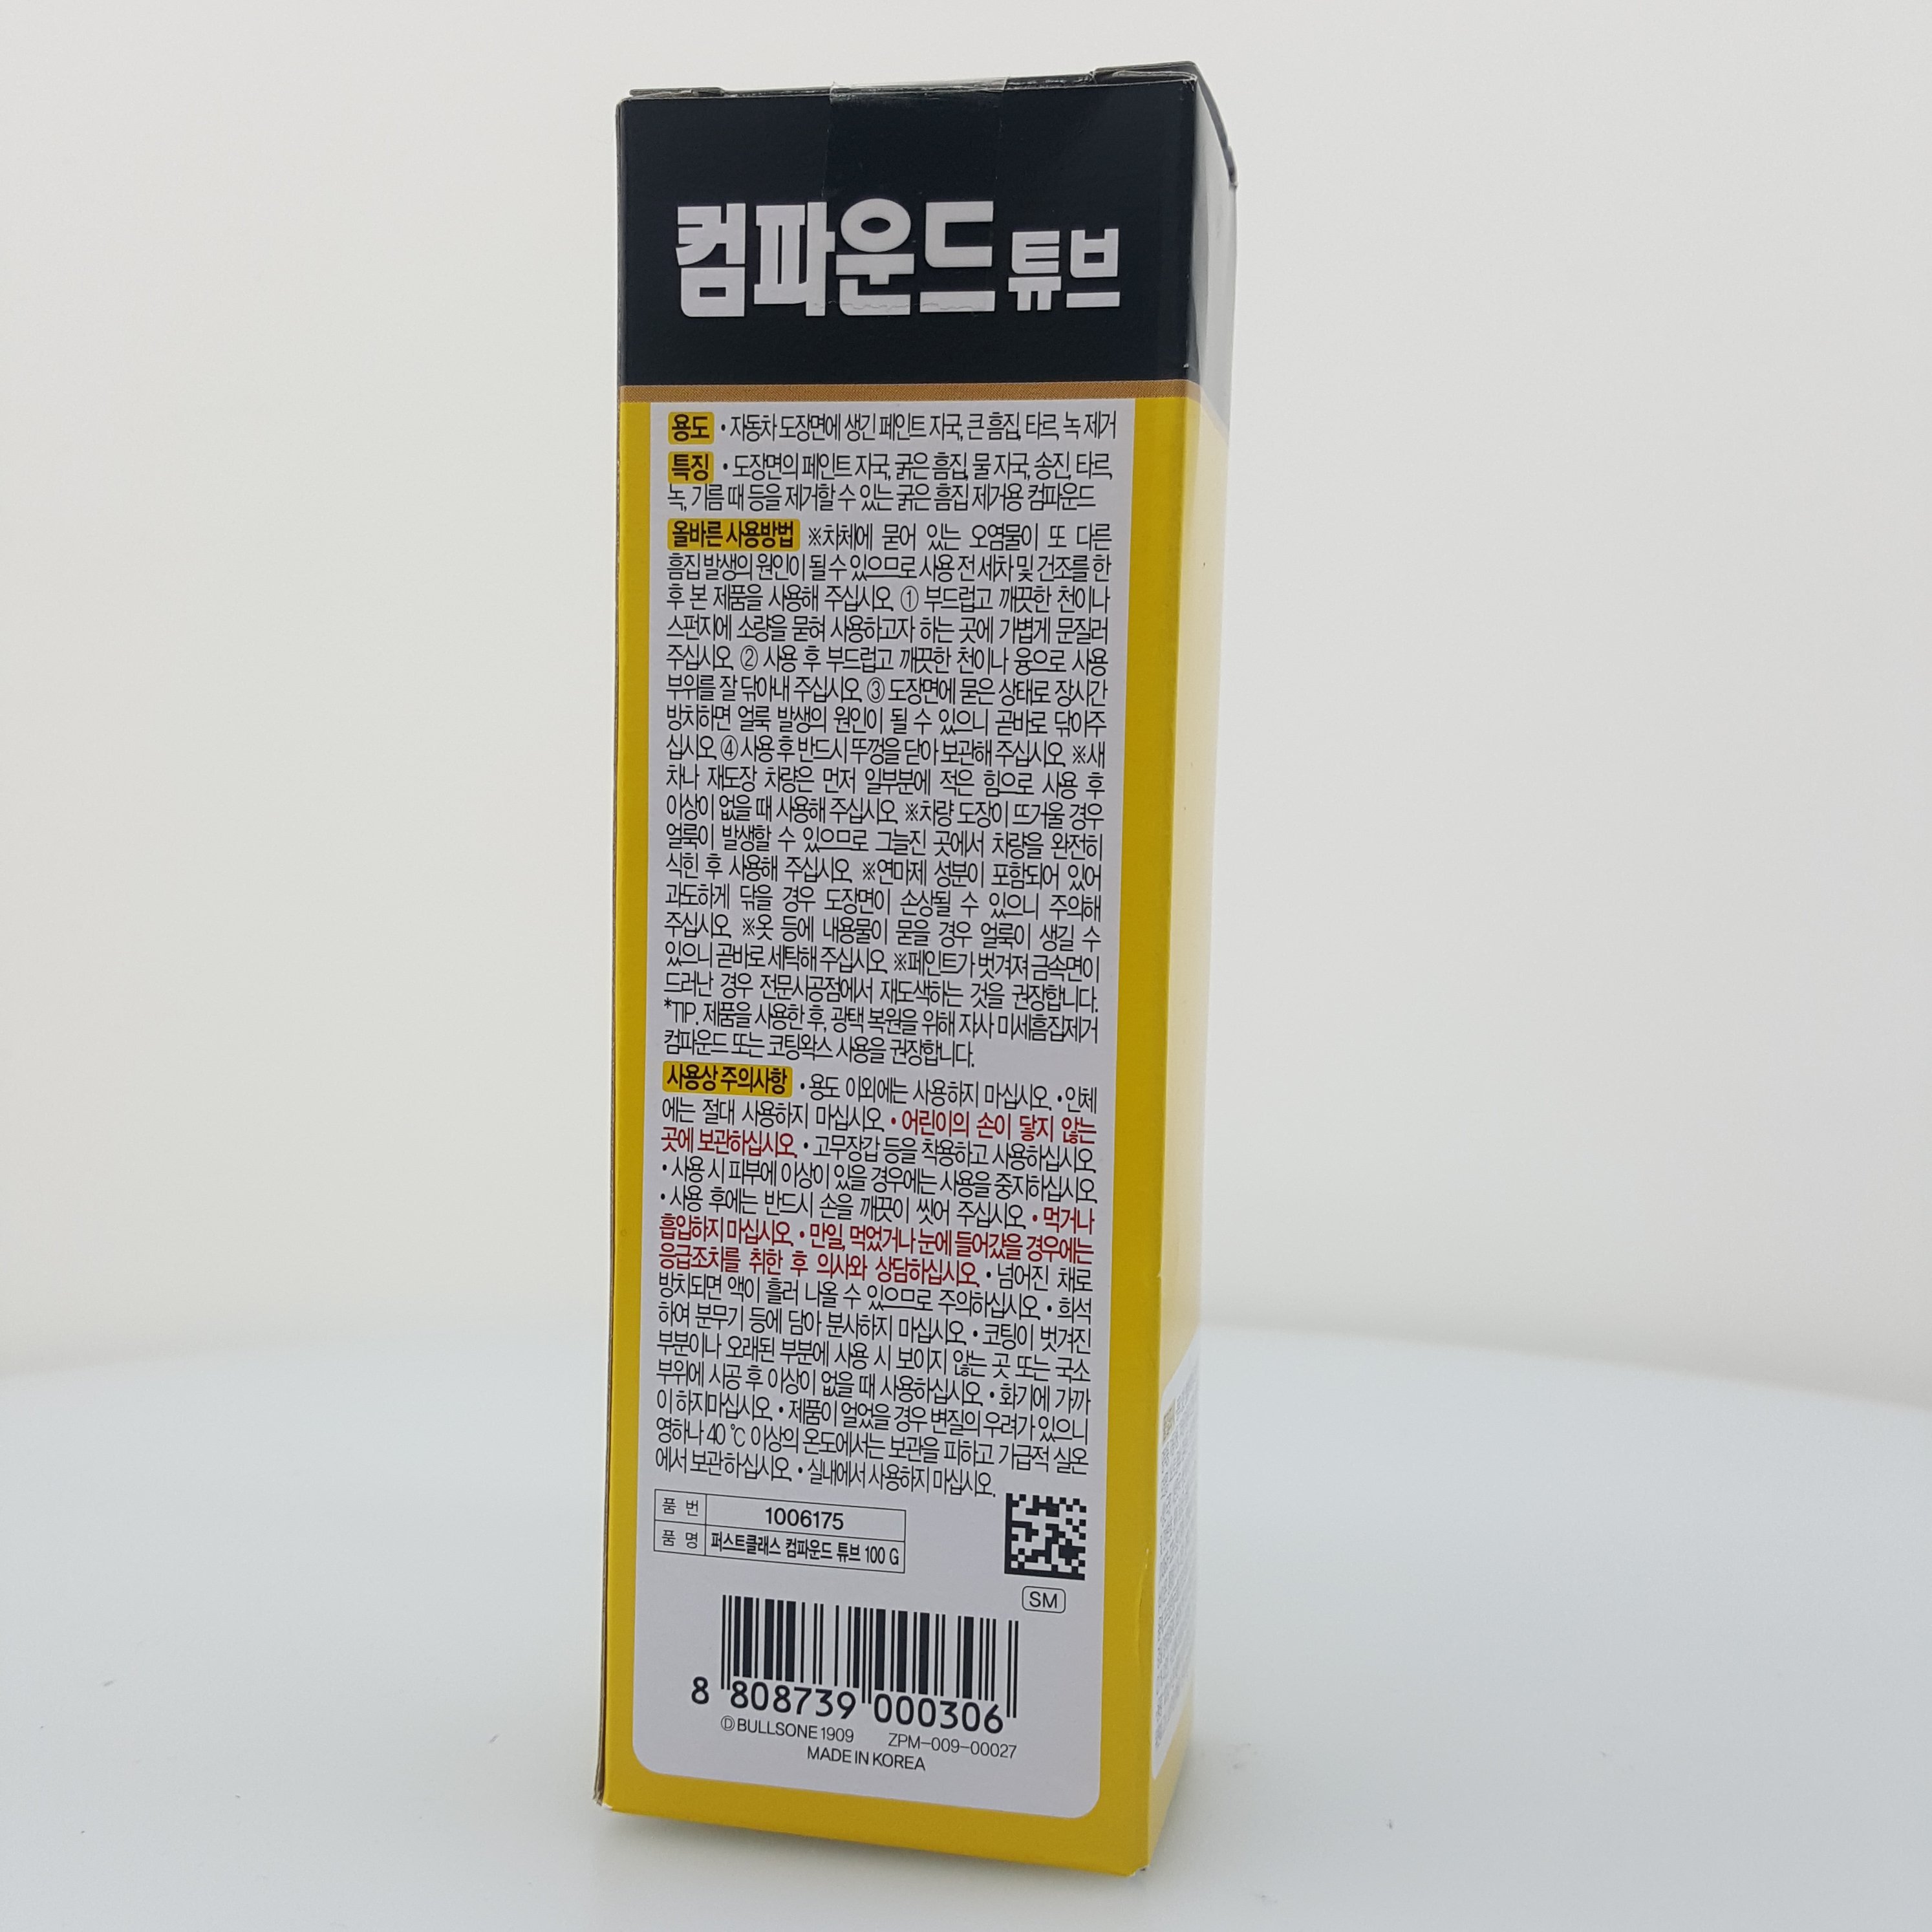 컴파운드 튜브
용도 • 자동차 도장면에 생긴 페인트 자국, 큰 흠집, 타르, 녹 제거
특징 • 도장면의 페인트 자국, 굵은 흠집, 물 자국, 송진, 타르,
녹, 기름 때 등을 제거할 수 있는 굵은 흠집 제거용 컴파운드
올바른 사용방법 ※차체에 묻어 있는 오염물이 또 다른
흠집 발생의 원인이 될 수 있으므로 사용 전 세차 및 건조를 한
후 본 제품을 사용해 주십시오. ① 부드럽고 깨끗한 천이나
스펀지에 소량을 묻혀 사용하고자 하는 곳에 가볍게 문질러
주십시오. ② 사용 후 부드럽고 깨끗한 천이나 융으로 사용
부위를 잘 닦아내 주십시오. ③ 도장면에 묻은 상태로 장시간
방치하면 얼룩 발생의 원인이 될 수 있으니 곧바로 닦아주
십시오. ④ 사용 후 반드시 뚜껑을 닫아 보관해 주십시오. ※새
차나 재도장 차량은 먼저 일부분에 적은 힘으로 사용 후
이상이 없을 때 사용해 주십시오. ※차량 도장이 뜨거울 경우
얼룩이 발생할 수 있으므로 그늘진 곳에서 차량을 완전히
식힌 후 사용해 주십시오. ※연마제 성분이 포함되어 있어
과도하게 닦을 경우 도장면이 손상될 수 있으니 주의해
주십시오. ※옷 등에 내용물이 묻을 경우 얼룩이 생길 수
있으니 곧바로 세탁해 주십시오. ※페인트가 벗겨져 금속면이
드러난 경우 전문시공점에서 재도색하는 것을 권장합니다.
*TIP. 제품을 사용한 후, 광택 복원을 위해 자사 미세흠집제거
컴파운드 또는 코팅왁스 사용을 권장합니다.
사용상 주의사항 • 용도 이외에는 사용하지 마십시오. • 인체
에는 절대 사용하지 마십시오. • 어린이의 손이 닿지 않는
곳에 보관하십시오. • 고무장갑 등을 착용하고 사용하십시오.
• 사용 시 피부에 이상이 있을 경우에는 사용을 중지하십시오.
• 사용 후에는 반드시 손을 깨끗이 씻어 주십시오. • 먹거나
흡입하지 마십시오. • 만일, 먹었거나 눈에 들어갔을 경우에는
응급조치를 취한 후 의사와 상담하십시오. • 넘어진 채로
방치되면 액이 흘러 나올 수 있으므로 주의하십시오. • 희석
하여 분무기 등에 담아 분사하지 마십시오. • 코팅이 벗겨진
부분이나 오래된 부분에 사용 시 보이지 않는 곳 또는 국소
부위에 시공 후 이상이 없을 때 사용하십시오. • 화기에 가까
이 하지마십시오. • 제품이 얼었을 경우 변질의 우려가 있으니
영하나 40 ℃ 이상의 온도에서는 보관을 피하고 가급적 실온
에서 보관하십시오. • 실내에서 사용하지 마십시오.
품 번 1006175
품 명 퍼스트클래스 컴파운드 튜브 100 G
SM
8 808739 000306
Ⓓ BULLSONE 1909 ZPM-009-00027
MADE IN KOREA